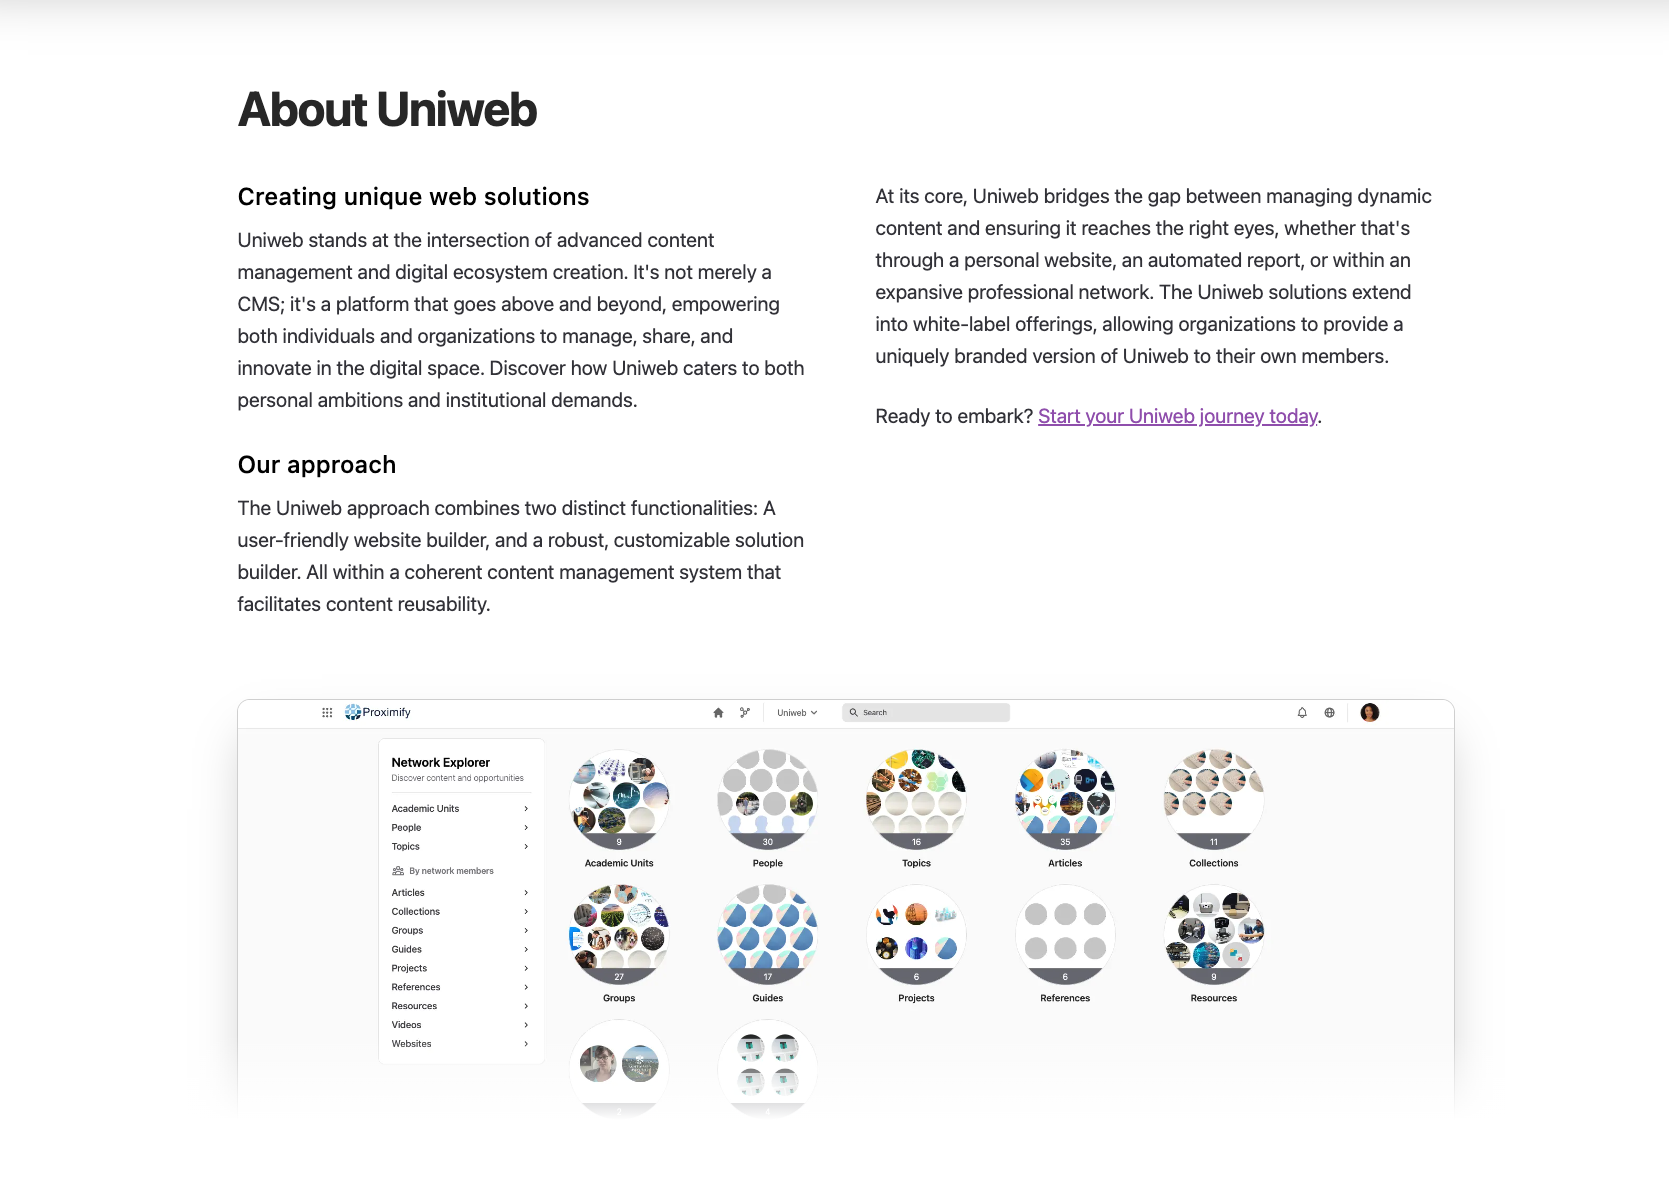 About Uniweb
Creating unique web solutions
Uniweb stands at the intersection of advanced content
management and digital ecosystem creation. It's not merely a
CMS; it's a platform that goes above and beyond, empowering
both individuals and organizations to manage, share, and
innovate in the digital space. Discover how Uniweb caters to both
personal ambitions and institutional demands.
Our approach
The Uniweb approach combines two distinct functionalities: A
user-friendly website builder, and a robust, customizable solution
builder. All within a coherent content management system that
facilitates content reusability.
At its core, Uniweb bridges the gap between managing dynamic
content and ensuring it reaches the right eyes, whether that's
through a personal website, an automated report, or within an
expansive professional network. The Uniweb solutions extend
into white-label offerings, allowing organizations to provide a
uniquely branded version of Uniweb to their own members.
Ready to embark? Start your Uniweb journey today.
Proximify
Uniweb
Search
Network Explorer
Discover content and opportunities
Academic Units
People
Topics
By network members
Articles
Collections
Groups
Guides
Projects
References
Resources
Videos
Websites
9
Academic Units
30
People
16
Topics
35
Articles
11
Collections
27
Groups
17
Guides
6
Projects
6
References
9
Resources